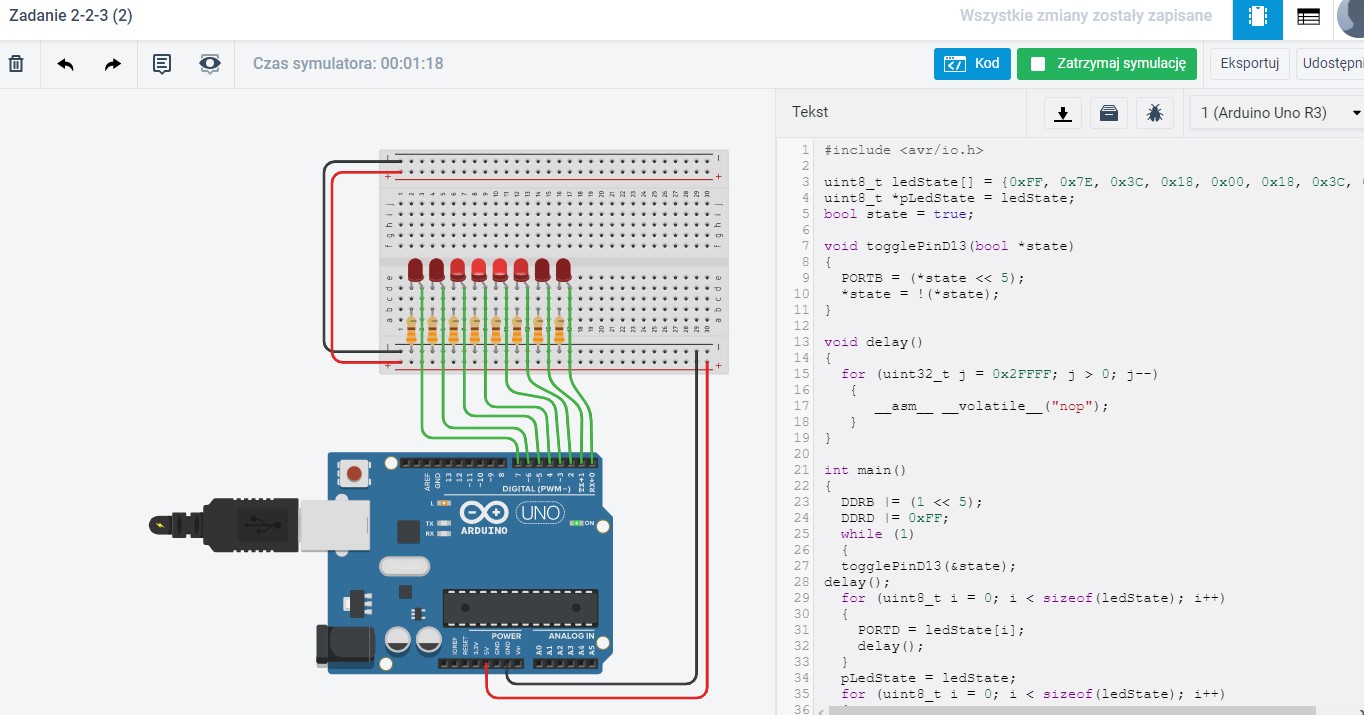 Zadanie 2-2-3 (2)
Wszystkie zmiany zostały zapisane
Czas symulatora: 00:01:18
Kod
Zatrzymaj symulację
Eksportuj
Udostępni
Tekst
1 (Arduino Uno R3)
1 #include <avr/io.h>
2
3 uint8_t ledState[] = {0xFF, 0x7E, 0x3C, 0x18, 0x00, 0x18, 0x3C,
4 uint8_t *pLedState = ledState;
5 bool state = true;
6
7 void togglePinD13(bool *state)
8 {
9 PORTB = (*state << 5);
10 *state = !(*state);
11 }
12
13 void delay()
14 {
15 for (uint32_t j = 0x2FFFF; j > 0; j--)
16 {
17 __asm__ __volatile__("nop");
18 }
19 }
20
21 int main()
22 {
23 DDRB |= (1 << 5);
24 DDRD |= 0xFF;
25 while (1)
26 {
27 togglePinD13(&state);
28 delay();
29 for (uint8_t i = 0; i < sizeof(ledState); i++)
30 {
31 PORTD = ledState[i];
32 delay();
33 }
34 pLedState = ledState;
35 for (uint8_t i = 0; i < sizeof(ledState); i++)
36
AREF
GND
13
12
~11
~10
~9
8
7
~6
~5
4
~3
2
TX→1
RX←0
DIGITAL (PWM~)
L
TX
RX
ARDUINO
UNO
ON
POWER
ANALOG IN
IOREF
RESET
3.3V
5V
GND
GND
Vin
A0
A1
A2
A3
A4
A5